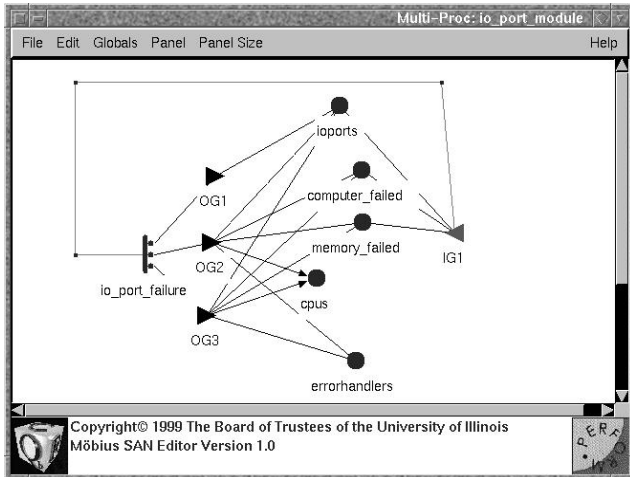 Multi-Proc: io_port_module
File Edit Globals Panel Panel Size Help
ioports
OG1
computer_failed
memory_failed
IG1
OG2
io_port_failure
cpus
OG3
errorhandlers
Copyright© 1999 The Board of Trustees of the University of Illinois
Möbius SAN Editor Version 1.0
PERFORM